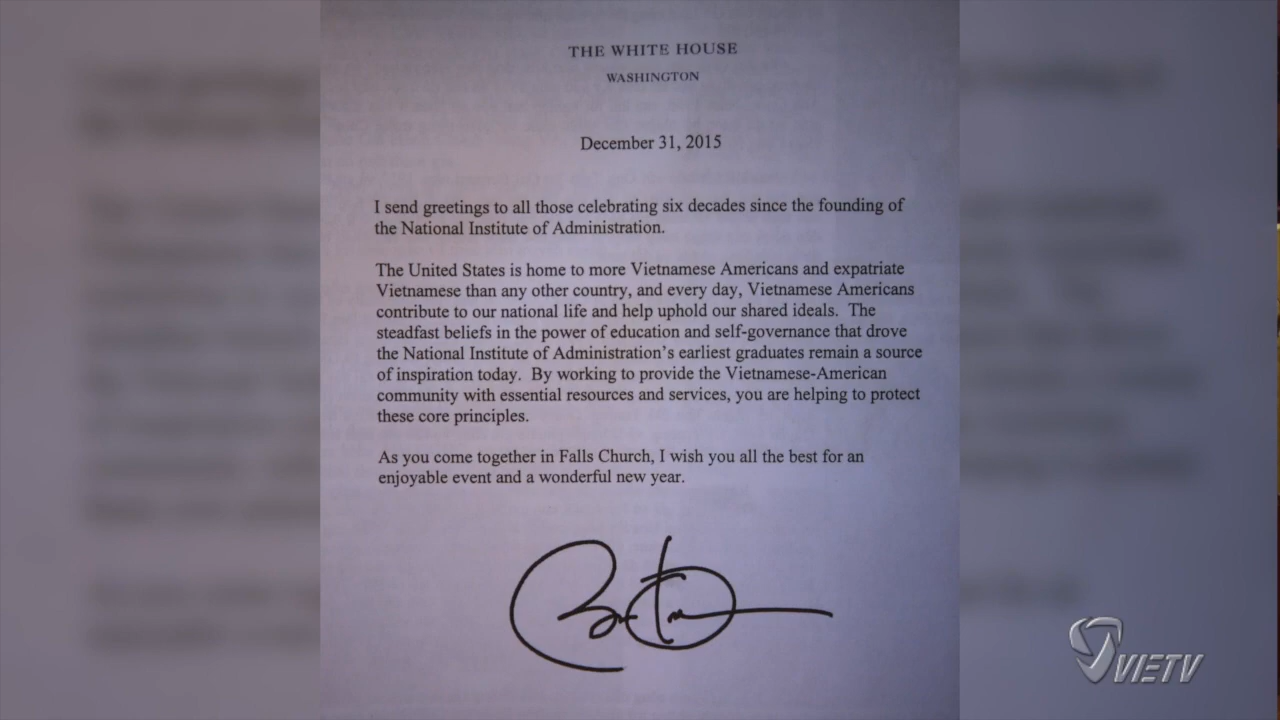 THE WHITE HOUSE
WASHINGTON
December 31, 2015
I send greetings to all those celebrating six decades since the founding of
the National Institute of Administration.
The United States is home to more Vietnamese Americans and expatriate
Vietnamese than any other country, and every day, Vietnamese Americans
contribute to our national life and help uphold our shared ideals. The
steadfast beliefs in the power of education and self-governance that drove
the National Institute of Administration's earliest graduates remain a source
of inspiration today. By working to provide the Vietnamese-American
community with essential resources and services, you are helping to protect
these core principles.
As you come together in Falls Church, I wish you all the best for an
enjoyable event and a wonderful new year.
VIETV